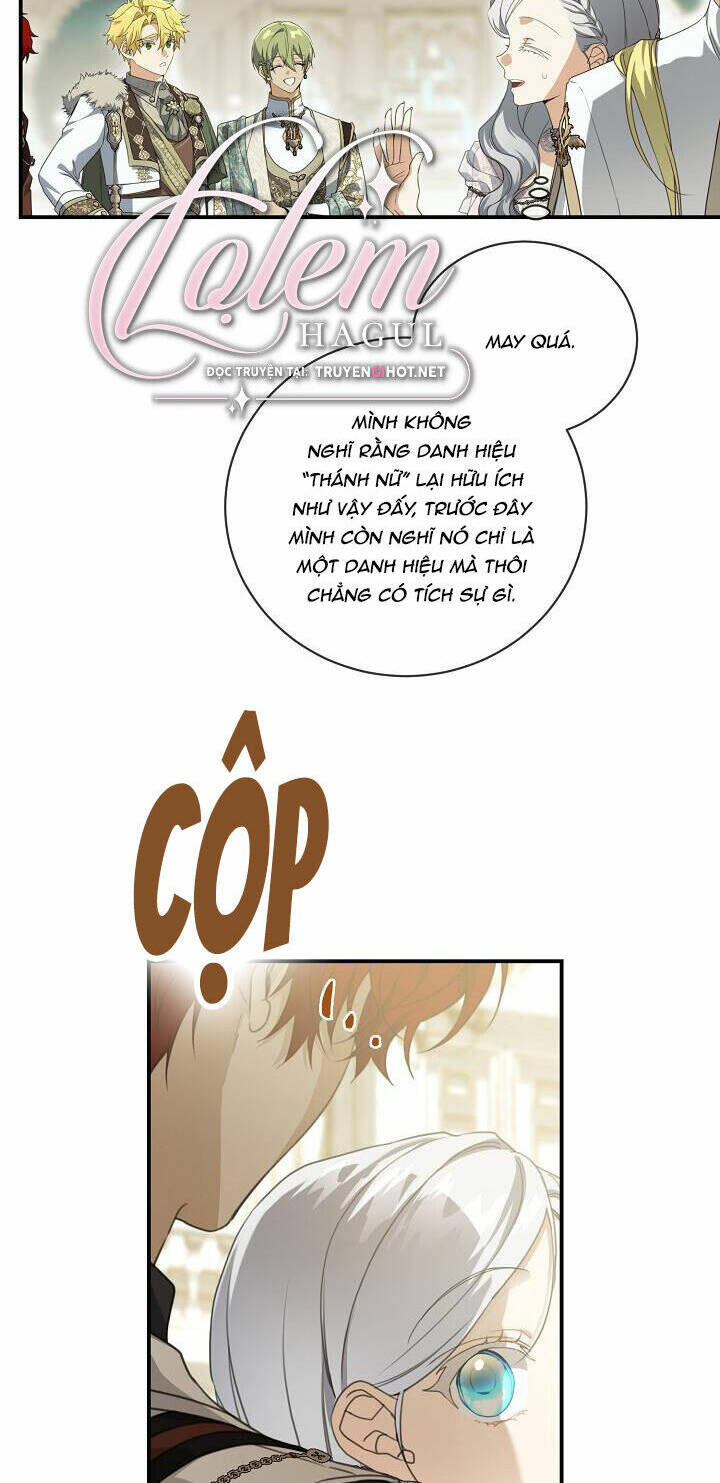 Lọlem
HAGUL
ĐỌC TRUYỆN TẠI: TRUYENGIHOT.NET
MAY QUÁ.
MÌNH KHÔNG
NGHĨ RẰNG DANH HIỆU
"THÁNH NỮ" LẠI HỮU ÍCH
NHƯ VẬY ĐẤY, TRƯỚC ĐÂY
MÌNH CÒN NGHĨ NÓ CHỈ LÀ
MỘT DANH HIỆU MÀ THÔI
CHẲNG CÓ TÍCH SỰ GÌ.
CỘP